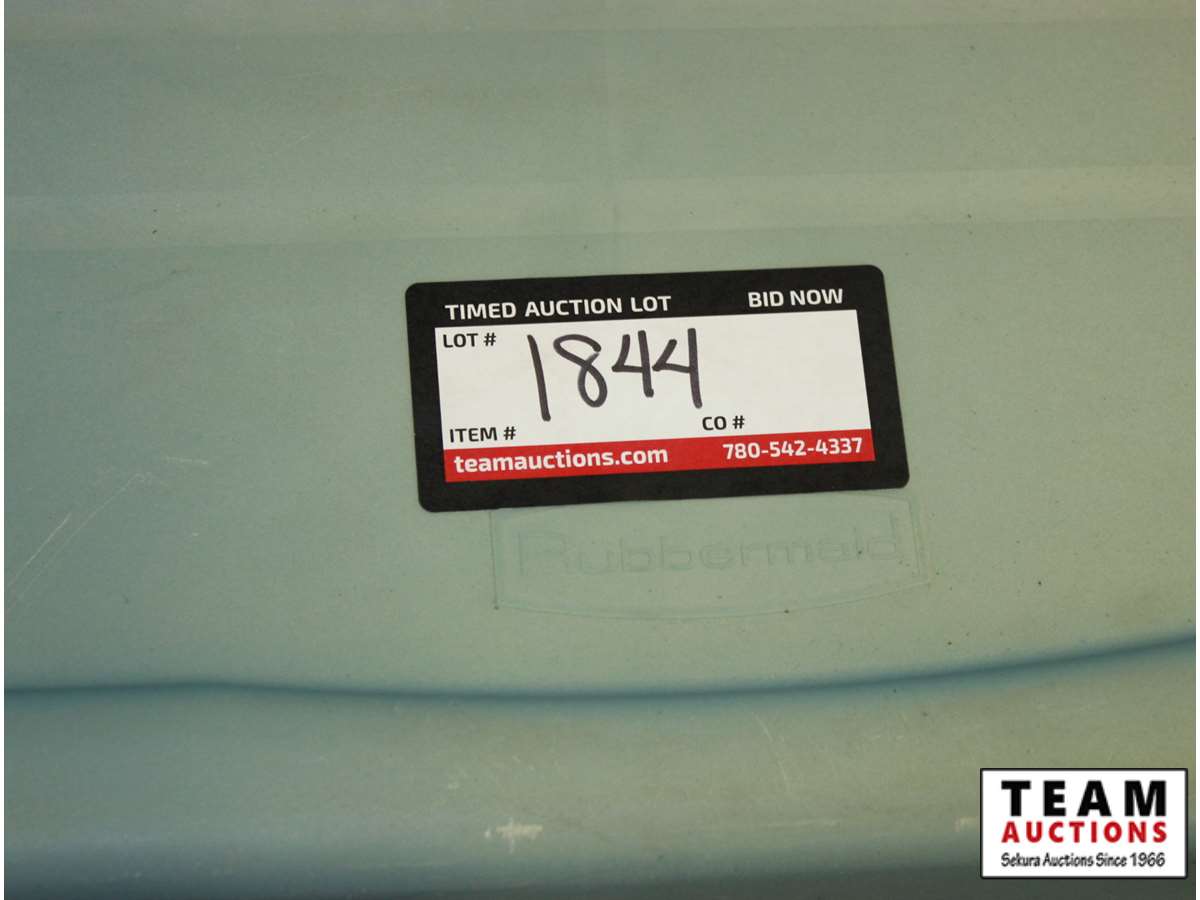 TIMED AUCTION LOT BID NOW
LOT # 1844
ITEM # CO #
teamauctions.com 780-542-4337
Rubbermaid
TEAM
AUCTIONS
Sekura Auctions Since 1966